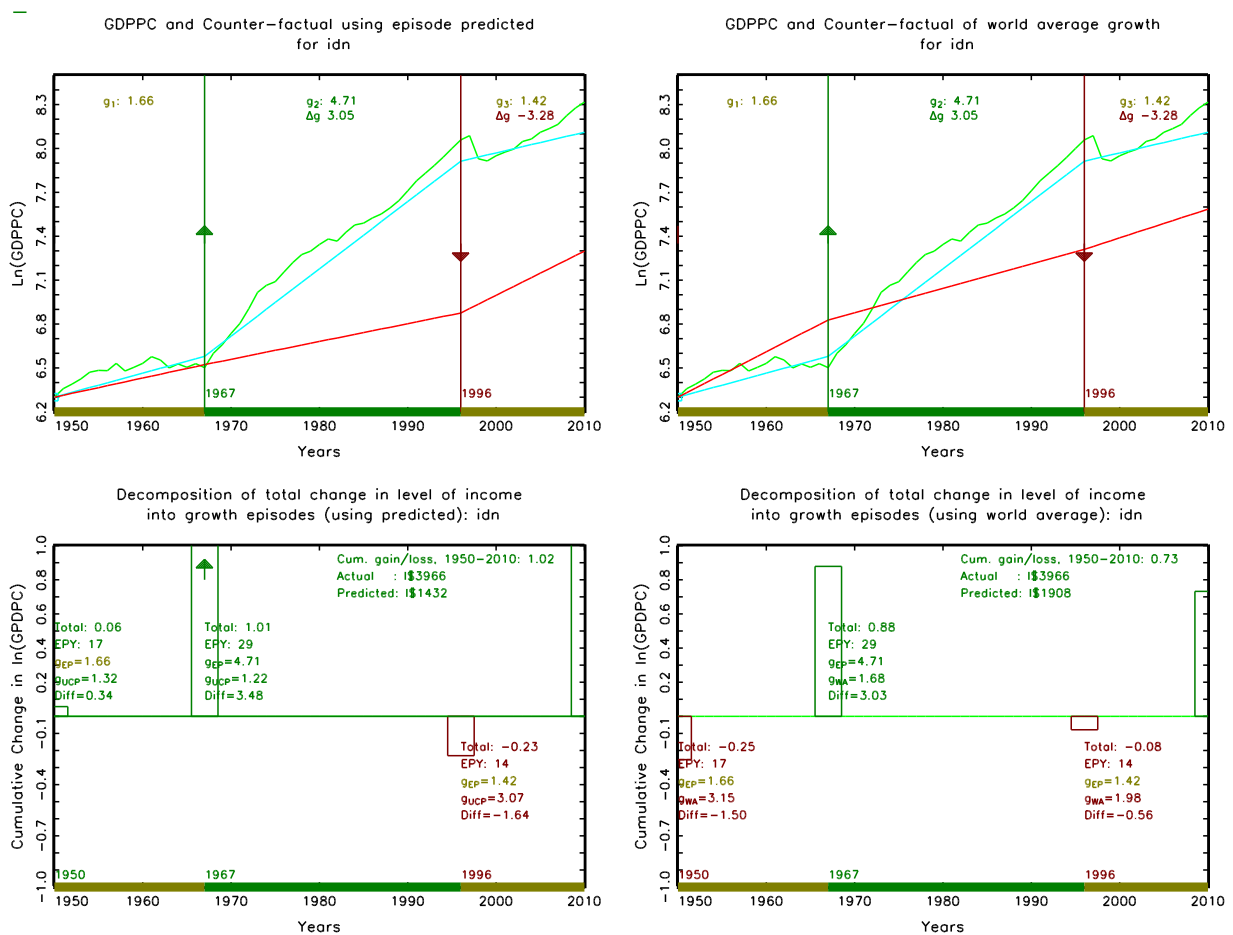 GDPPC and Counter-factual using episode predicted
for idn
g₁: 1.66
g₂: 4.71
Δg 3.05
g₃: 1.42
Δg -3.28
Ln(GDPPC)
8.3
8.0
7.7
7.4
7.1
6.8
6.5
6.2
1967
1996
1950 1960 1970 1980 1990 2000 2010
Years
GDPPC and Counter-factual of world average growth
for idn
g₁: 1.66
g₂: 4.71
Δg 3.05
g₃: 1.42
Δg -3.28
Ln(GDPPC)
8.3
8.0
7.7
7.4
7.1
6.8
6.5
6.2
1967
1996
1950 1960 1970 1980 1990 2000 2010
Years
Decomposition of total change in level of income
into growth episodes (using predicted): idn
Cum. gain/loss, 1950-2010: 1.02
Actual : I$3966
Predicted: I$1432
Total: 0.06
EPY: 17
gEP=1.66
gUCP=1.32
Diff=0.34
Total: 1.01
EPY: 29
gEP=4.71
gUCP=1.22
Diff=3.48
Total: -0.23
EPY: 14
gEP=1.42
gUCP=3.07
Diff=-1.64
Cumulative Change in ln(GPDPC)
1.0
0.8
0.6
0.4
0.2
-0.1
-0.4
-0.7
-1.0
1950
1967
1996
1950 1960 1970 1980 1990 2000 2010
Years
Decomposition of total change in level of income
into growth episodes (using world average): idn
Cum. gain/loss, 1950-2010: 0.73
Actual : I$3966
Predicted: I$1908
Total: 0.88
EPY: 29
gEP=4.71
gWA=1.68
Diff=3.03
Total: -0.25
EPY: 17
gEP=1.66
gWA=3.15
Diff=-1.50
Total: -0.08
EPY: 14
gEP=1.42
gWA=1.98
Diff=-0.56
Cumulative Change in ln(GPDPC)
1.0
0.8
0.6
0.4
0.2
-0.1
-0.4
-0.7
-1.0
1950
1967
1996
1950 1960 1970 1980 1990 2000 2010
Years